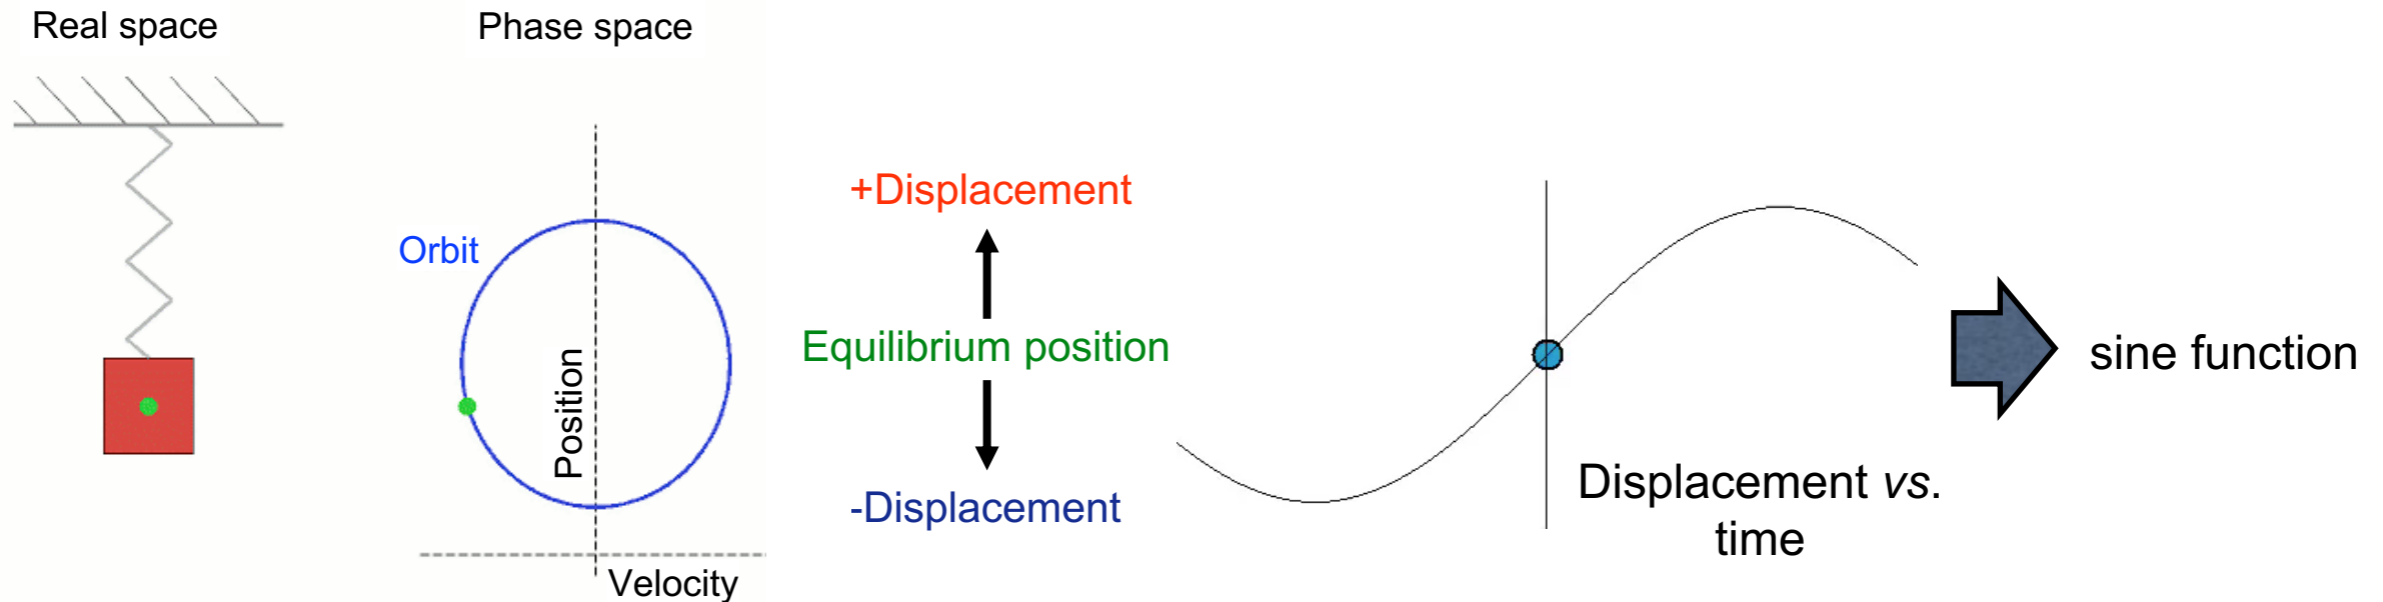 Real space
Phase space
Orbit
Position
Velocity
+Displacement
Equilibrium position
-Displacement
Displacement vs.
time
sine function